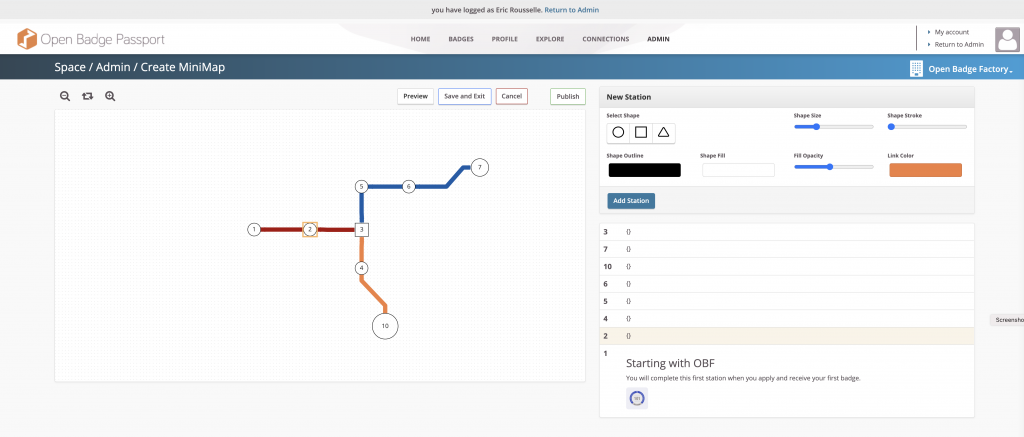 you have logged as Eric Rousselle. Return to Admin
Open Badge Passport
HOME BADGES PROFILE EXPLORE CONNECTIONS ADMIN
My account
Return to Admin
Space / Admin / Create MiniMap
Open Badge Factory
Preview Save and Exit Cancel Publish
New Station
Select Shape Shape Size Shape Stroke
Shape Outline Shape Fill Fill Opacity Link Color
Add Station
7
5 6
1 2 3
4
10
3 {}
7 {}
10 {}
6 {}
5 {}
4 {}
2 {}
1
Starting with OBF
You will complete this first station when you apply and receive your first badge.
Screensho